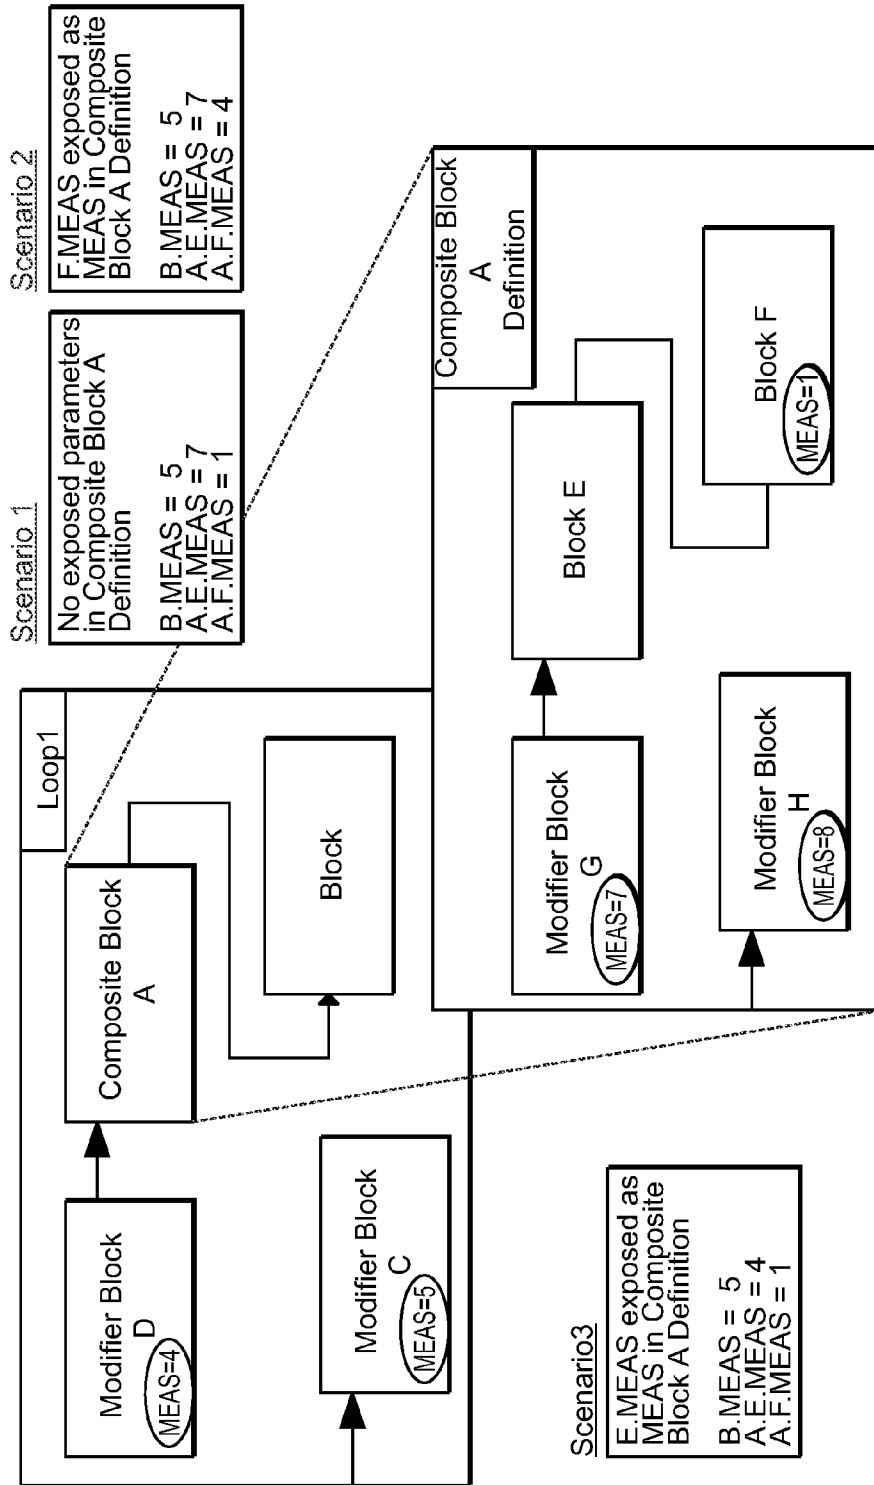 Modifier Block
D
MEAS=4
Composite Block
A
Loop1
Modifier Block
C
MEAS=5
Block
Scenario 1
No exposed parameters
in Composite Block A
Definition
B.MEAS = 5
A.E.MEAS = 7
A.F.MEAS = 1
Scenario 2
F.MEAS exposed as
MEAS in Composite
Block A Definition
B.MEAS = 5
A.E.MEAS = 7
A.F.MEAS = 4
Composite Block
A
Definition
Modifier Block
G
MEAS=7
Block E
Modifier Block
H
MEAS=8
Block F
MEAS=1
Scenario3
E.MEAS exposed as
MEAS in Composite
Block A Definition
B.MEAS = 5
A.E.MEAS = 4
A.F.MEAS = 1